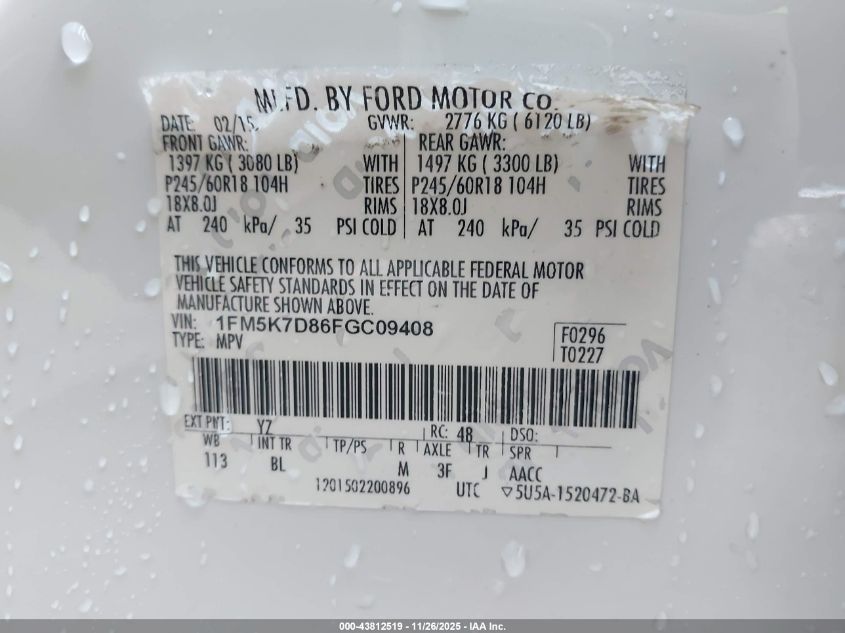 MFD. BY FORD MOTOR CO.
DATE: 02/15 GVWR: 2776 KG ( 6120 LB)
FRONT GAWR: REAR GAWR:
1397 KG ( 3080 LB) WITH 1497 KG ( 3300 LB) WITH
P245/60R18 104H TIRES P245/60R18 104H TIRES
18X8.0J RIMS 18X8.0J RIMS
AT 240 kPa/ 35 PSI COLD AT 240 kPa/ 35 PSI COLD
THIS VEHICLE CONFORMS TO ALL APPLICABLE FEDERAL MOTOR
VEHICLE SAFETY STANDARDS IN EFFECT ON THE DATE OF
MANUFACTURE SHOWN ABOVE.
VIN: 1FM5K7D86FGC09408
TYPE: MPV
F0296
T0227
EXT PNT: YZ RC: 48 DSO:
WB INT TR TP/PS R AXLE TR SPR
113 BL M 3F J AACC
1201502200896 UTC ▽5U5A-1520472-BA
000-43812519 - 11/26/2025 - IAA Inc.